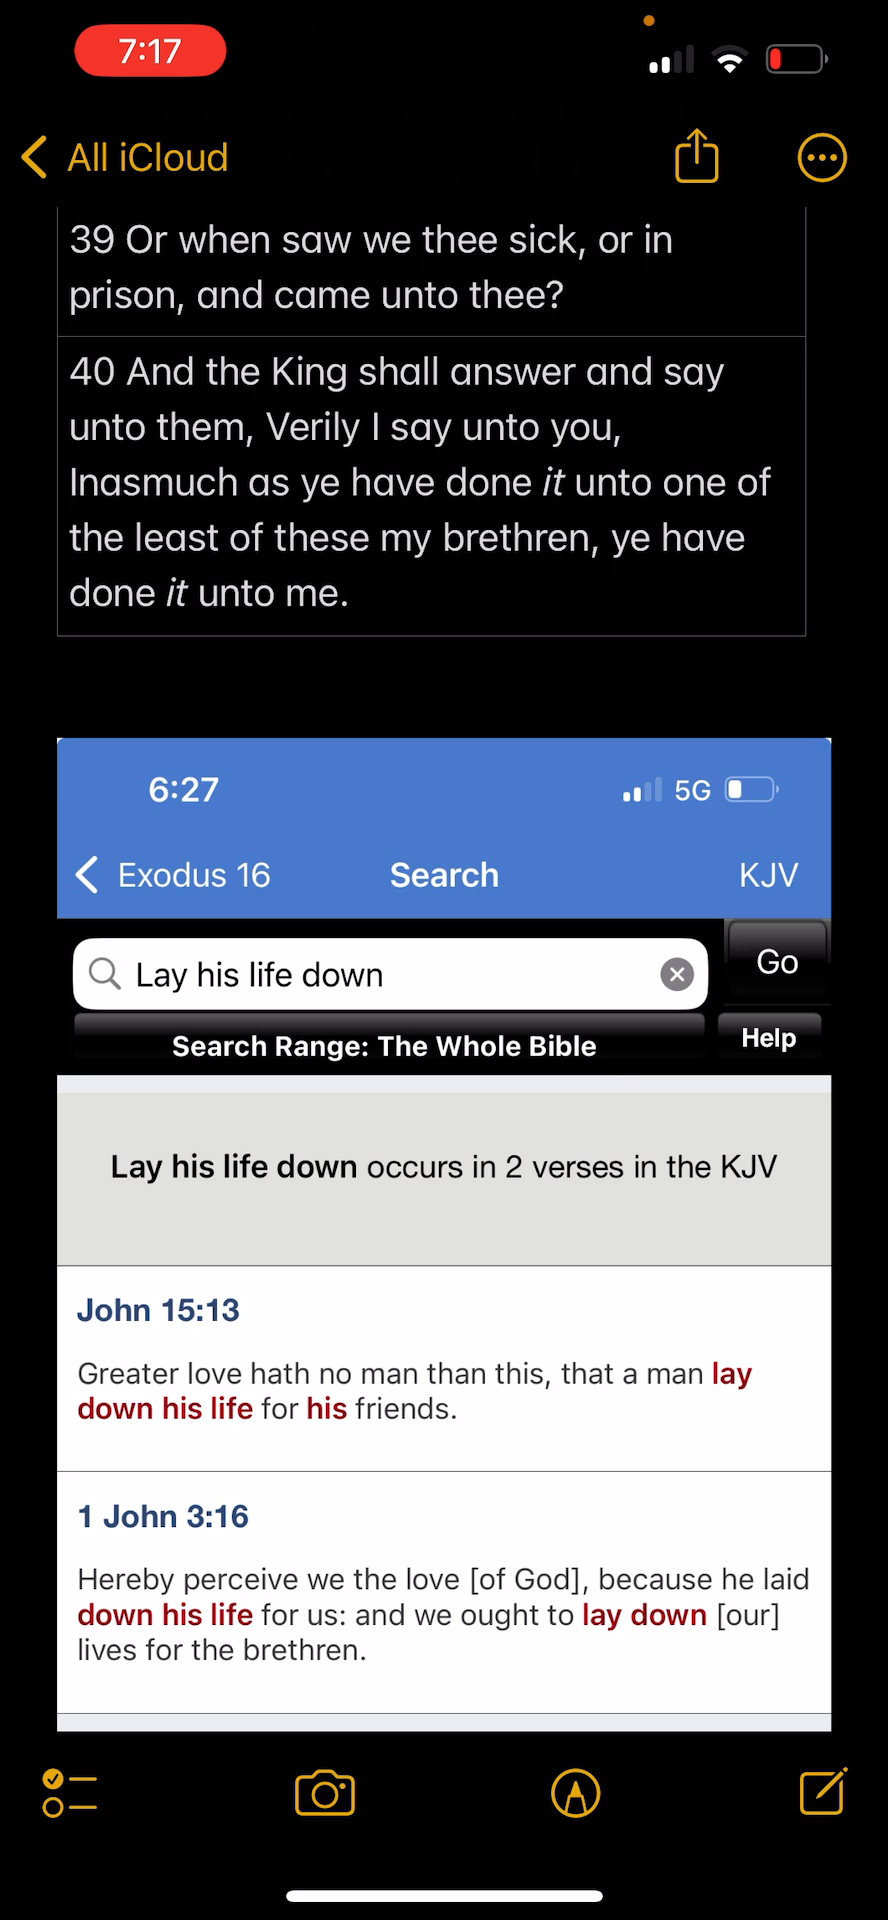 7:17
All iCloud
39 Or when saw we thee sick, or in
prison, and came unto thee?
40 And the King shall answer and say
unto them, Verily I say unto you,
Inasmuch as ye have done it unto one of
the least of these my brethren, ye have
done it unto me.
6:27 5G
Exodus 16 Search KJV
Lay his life down Go
Search Range: The Whole Bible Help
Lay his life down occurs in 2 verses in the KJV
John 15:13
Greater love hath no man than this, that a man lay
down his life for his friends.
1 John 3:16
Hereby perceive we the love [of God], because he laid
down his life for us: and we ought to lay down [our]
lives for the brethren.